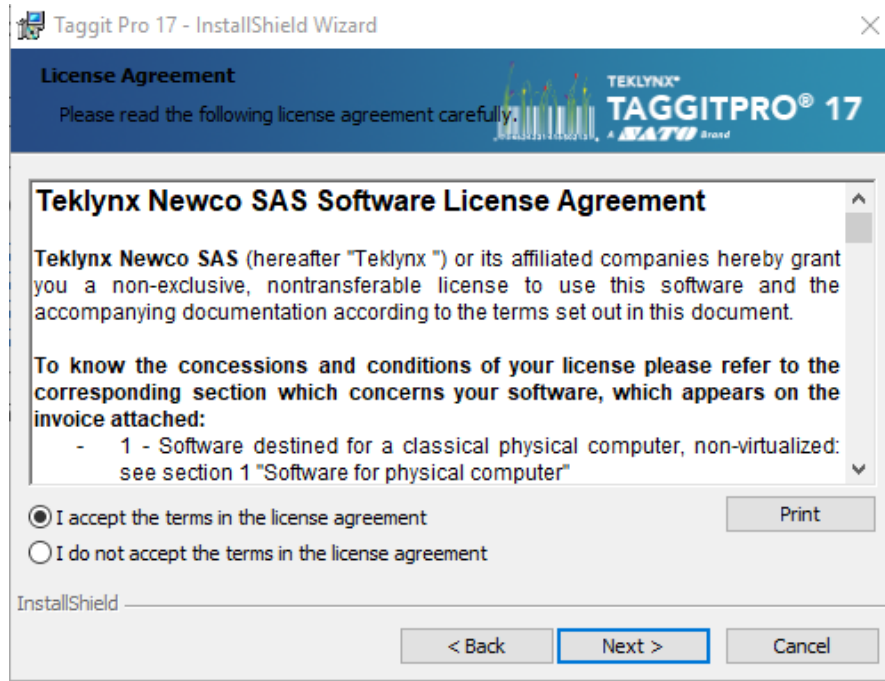 Taggit Pro 17 - InstallShield Wizard
License Agreement
Please read the following license agreement carefully.
TEKLYNX®
TAGGITPRO® 17
A SATO Brand
Teklynx Newco SAS Software License Agreement
Teklynx Newco SAS (hereafter "Teklynx ") or its affiliated companies hereby grant
you a non-exclusive, nontransferable license to use this software and the
accompanying documentation according to the terms set out in this document.
To know the concessions and conditions of your license please refer to the
corresponding section which concerns your software, which appears on the
invoice attached:
- 1 - Software destined for a classical physical computer, non-virtualized:
see section 1 "Software for physical computer"
I accept the terms in the license agreement
Print
I do not accept the terms in the license agreement
InstallShield
< Back
Next >
Cancel